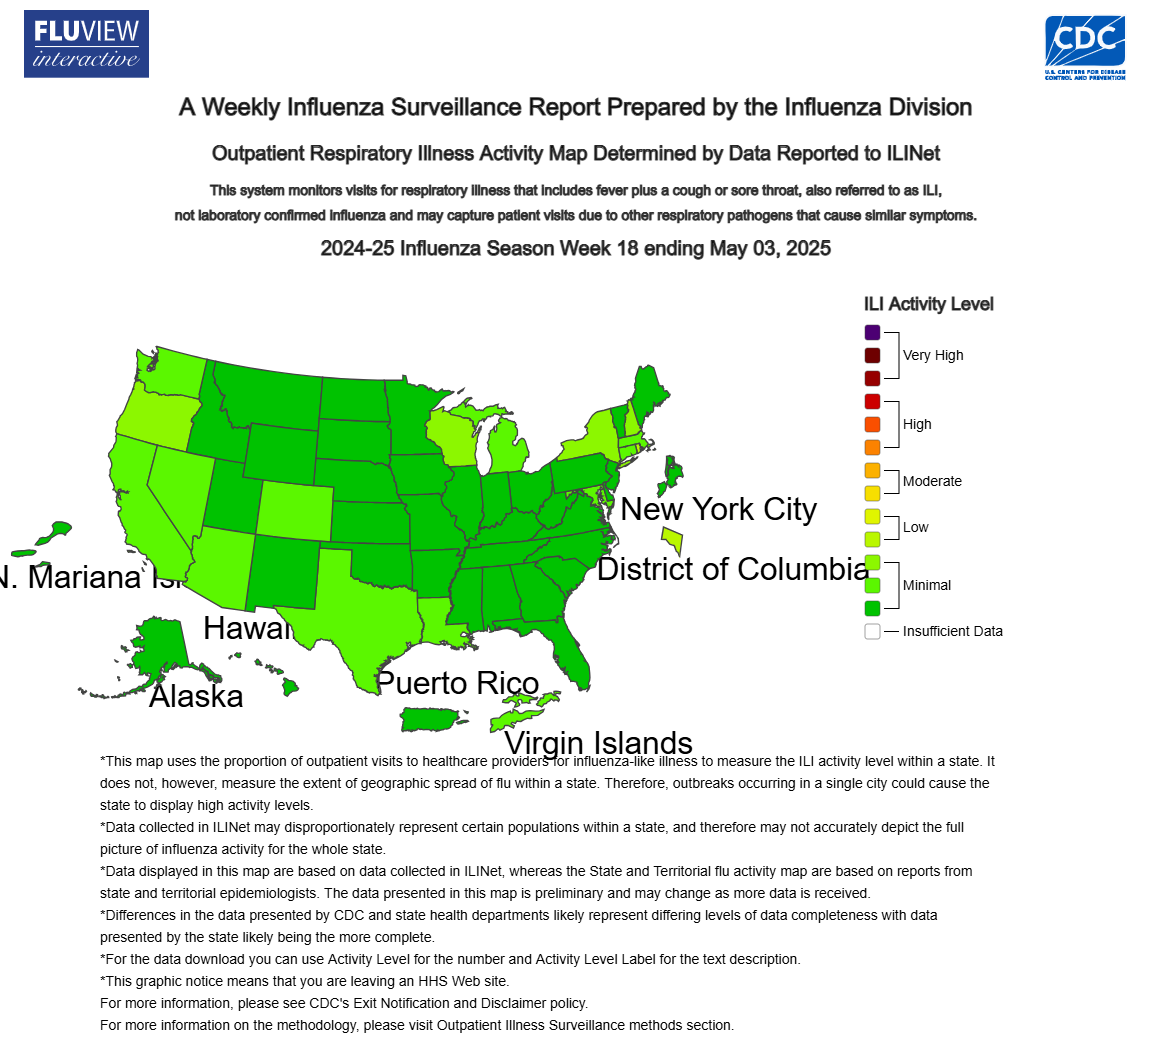 FLUVIEW
interactive
CDC
U.S. CENTERS FOR DISEASE
CONTROL AND PREVENTION
A Weekly Influenza Surveillance Report Prepared by the Influenza Division
Outpatient Respiratory Illness Activity Map Determined by Data Reported to ILINet
This system monitors visits for respiratory illness that includes fever plus a cough or sore throat, also referred to as ILI,
not laboratory confirmed influenza and may capture patient visits due to other respiratory pathogens that cause similar symptoms.
2024-25 Influenza Season Week 18 ending May 03, 2025
ILI Activity Level
Very High
High
Moderate
Low
Minimal
Insufficient Data
New York City
District of Columbia
N. Mariana Isl
Hawai
Alaska
Puerto Rico
Virgin Islands
*This map uses the proportion of outpatient visits to healthcare providers for influenza-like illness to measure the ILI activity level within a state. It
does not, however, measure the extent of geographic spread of flu within a state. Therefore, outbreaks occurring in a single city could cause the
state to display high activity levels.
*Data collected in ILINet may disproportionately represent certain populations within a state, and therefore may not accurately depict the full
picture of influenza activity for the whole state.
*Data displayed in this map are based on data collected in ILINet, whereas the State and Territorial flu activity map are based on reports from
state and territorial epidemiologists. The data presented in this map is preliminary and may change as more data is received.
*Differences in the data presented by CDC and state health departments likely represent differing levels of data completeness with data
presented by the state likely being the more complete.
*For the data download you can use Activity Level for the number and Activity Level Label for the text description.
*This graphic notice means that you are leaving an HHS Web site.
For more information, please see CDC's Exit Notification and Disclaimer policy.
For more information on the methodology, please visit Outpatient Illness Surveillance methods section.